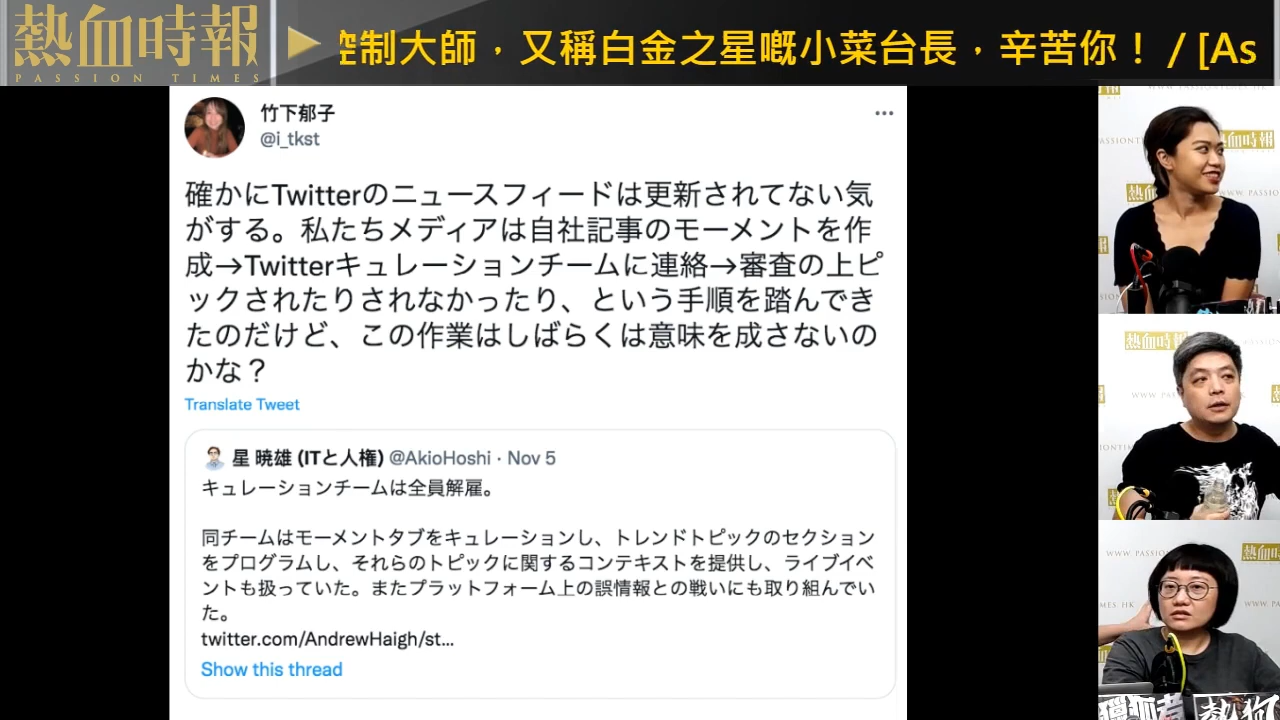 熱血時報
PASSION TIMES
控制大師，又稱白金之星嘅小菜台長，辛苦你！ / [As
竹下郁子
@i_tkst
確かにTwitterのニュースフィードは更新されてない気
がする。私たちメディアは自社記事のモーメントを作
成→Twitterキュレーションチームに連絡→審査の上ピ
ックされたりされなかったり、という手順を踏んでき
たのだけど、この作業はしばらくは意味を成さないの
かな？
Translate Tweet
星 暁雄 (ITと人権) @AkioHoshi · Nov 5
キュレーションチームは全員解雇。
同チームはモーメントタブをキュレーションし、トレンドトピックのセクション
をプログラムし、それらのトピックに関するコンテキストを提供し、ライブイベ
ントも扱っていた。またプラットフォーム上の誤情報との戦いにも取り組んでい
た。
twitter.com/AndrewHaigh/st...
Show this thread